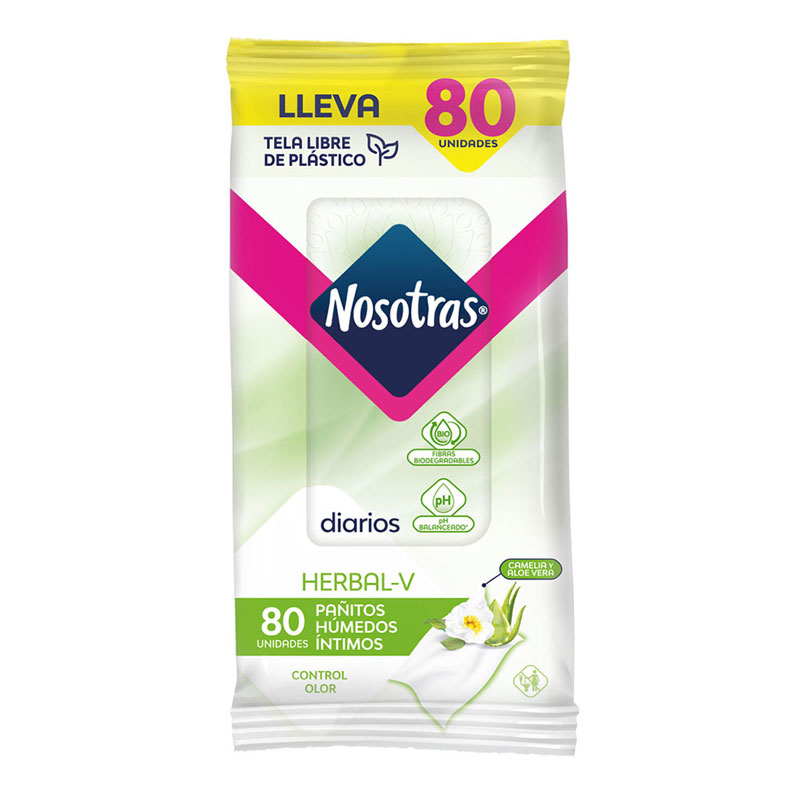 LLEVA
80
UNIDADES
TELA LIBRE
DE PLÁSTICO
Nosotras®
BIO
FIBRAS
BIODEGRADABLES
pH
pH
BALANCEADO*
diarios
CAMELIA Y
ALOE VERA
HERBAL-V
80
UNIDADES
PAÑITOS
HÚMEDOS
ÍNTIMOS
CONTROL
OLOR